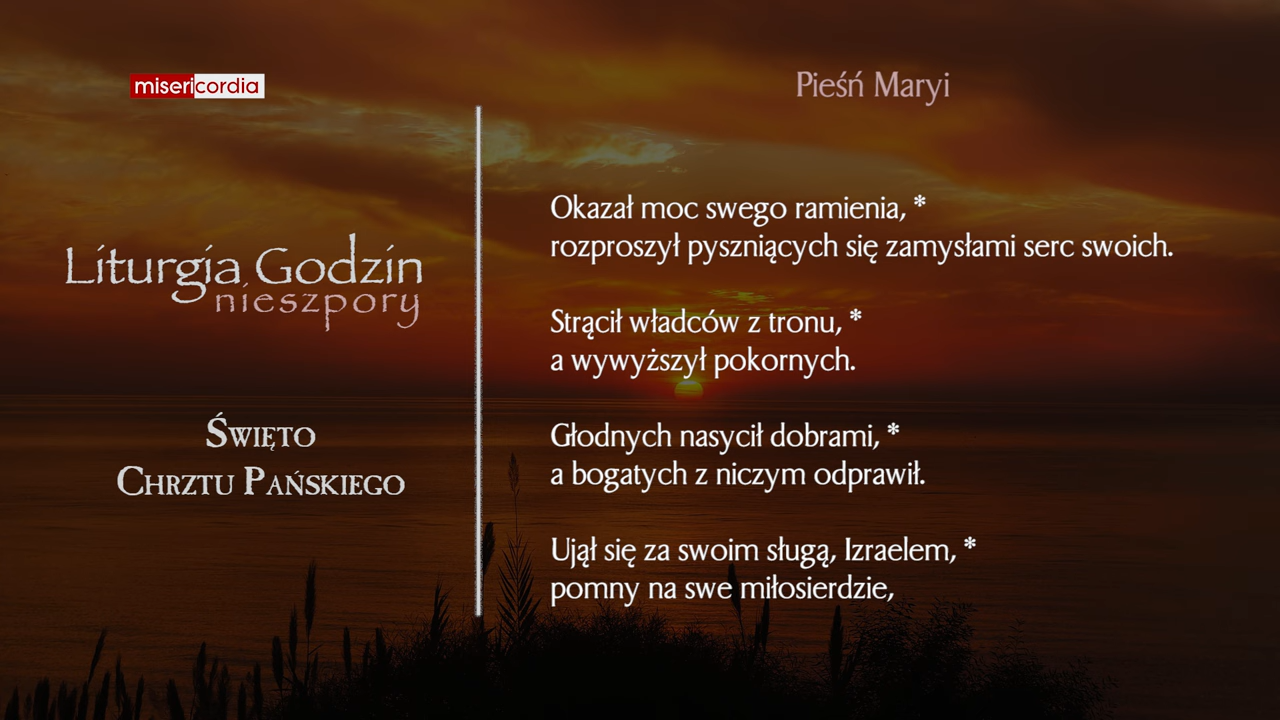 misericordia
Liturgia Godzin
nieszpory
Święto
Chrztu Pańskiego
Pieśń Maryi
Okazał moc swego ramienia, *
rozproszył pyszniących się zamysłami serc swoich.
Strącił władców z tronu, *
a wywyższył pokornych.
Głodnych nasycił dobrami, *
a bogatych z niczym odprawił.
Ujął się za swoim sługą, Izraelem, *
pomny na swe miłosierdzie,